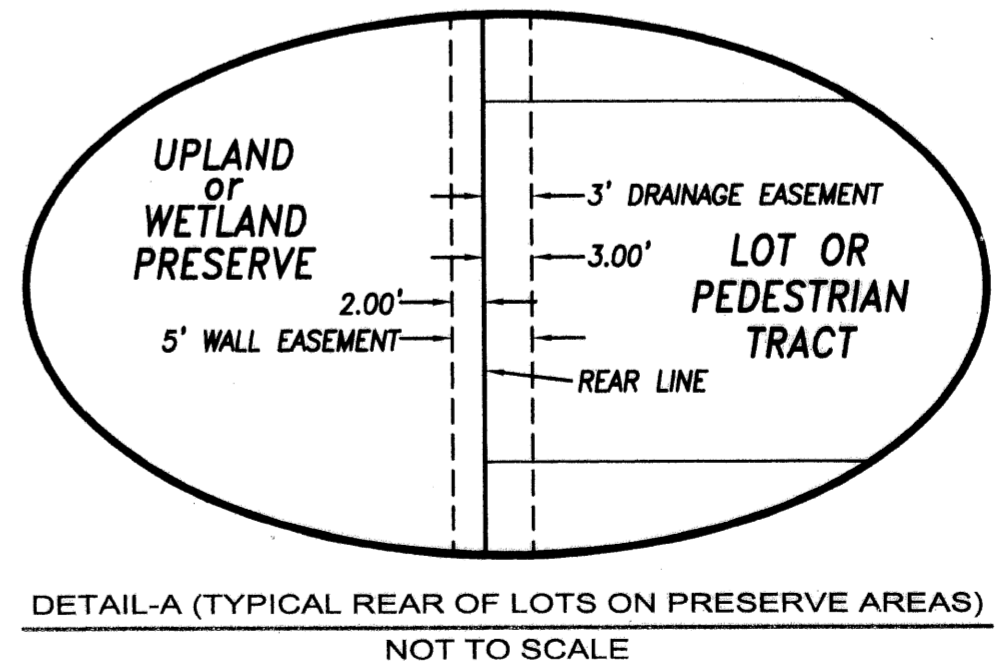 UPLAND
or
WETLAND
PRESERVE
3' DRAINAGE EASEMENT
3.00'
LOT OR
PEDESTRIAN
TRACT
2.00'
5' WALL EASEMENT
REAR LINE
DETAIL-A (TYPICAL REAR OF LOTS ON PRESERVE AREAS)
NOT TO SCALE